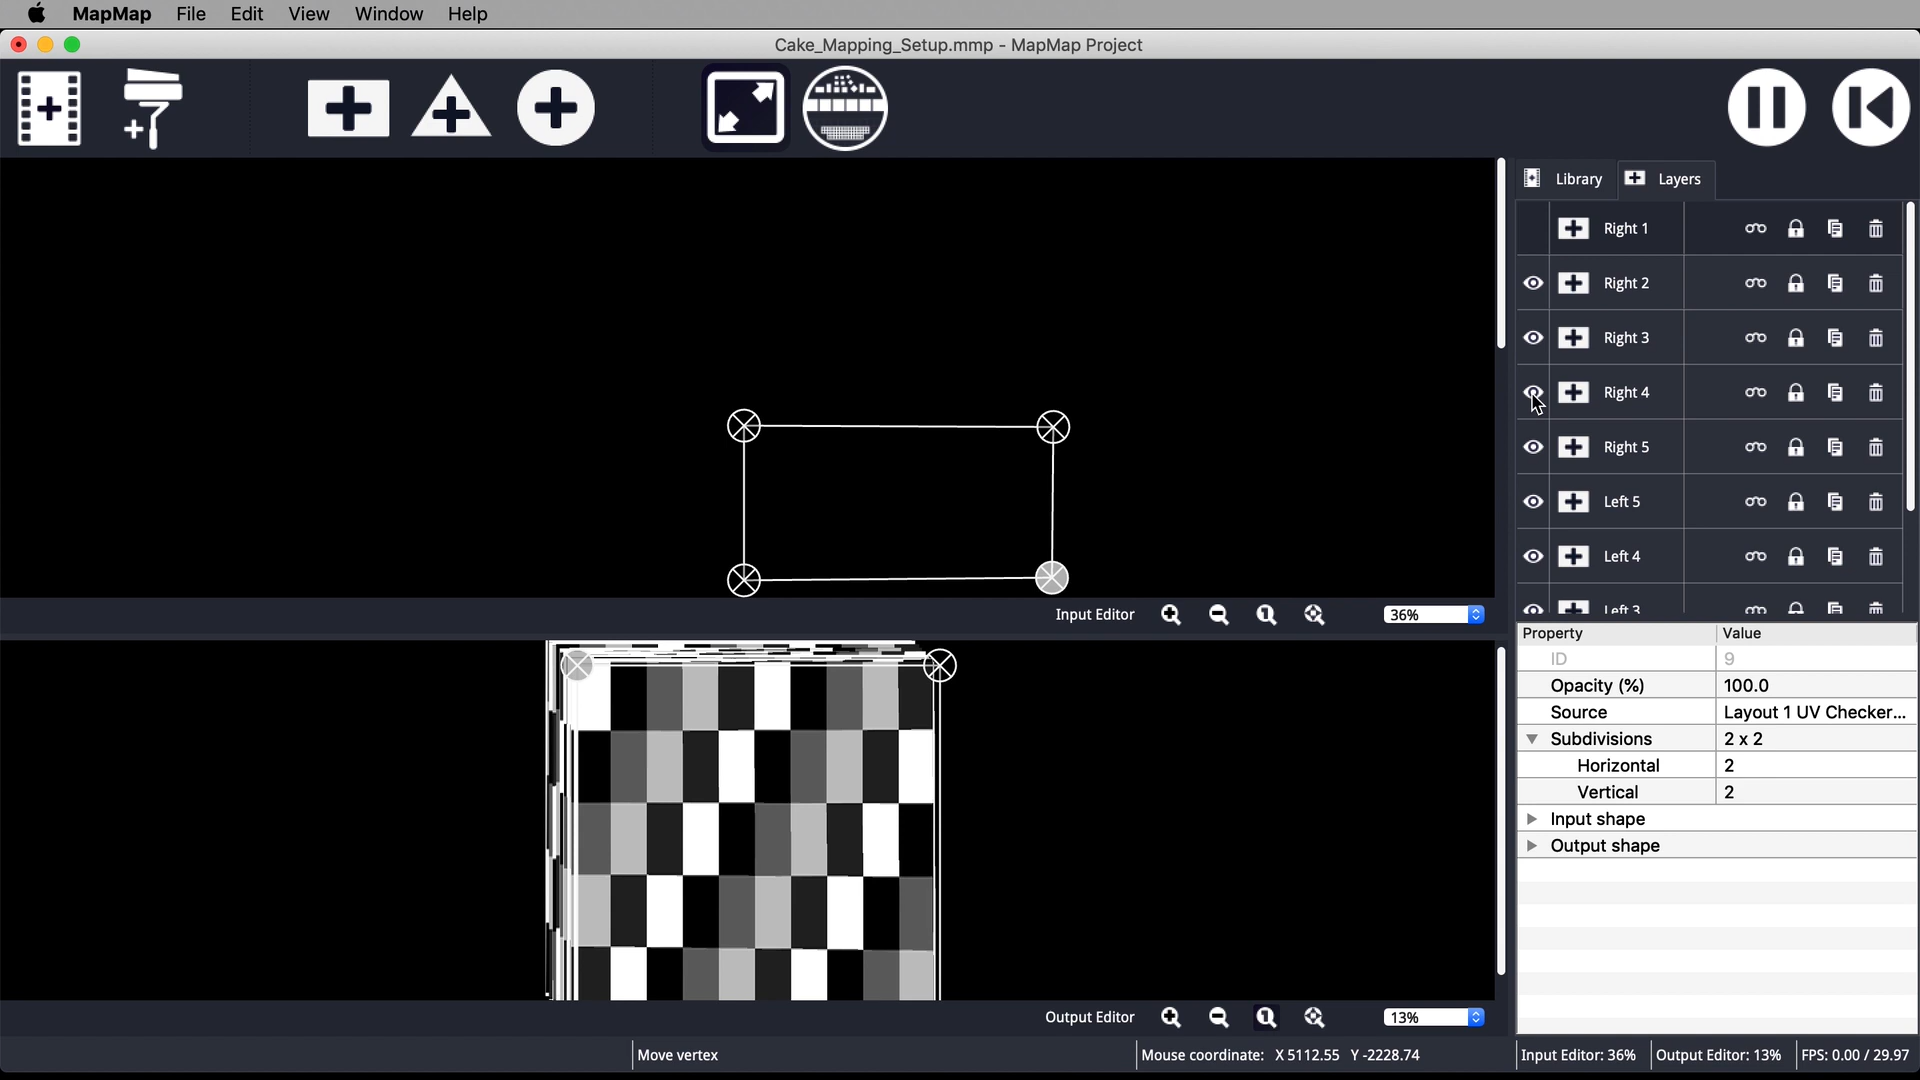 MapMap File Edit View Window Help
Cake_Mapping_Setup.mmp - MapMap Project
Library Layers
Right 1
Right 2
Right 3
Right 4
Right 5
Left 5
Left 4
Left 3
Input Editor 36%
Property Value
ID 9
Opacity (%) 100.0
Source Layout 1 UV Checker...
Subdivisions 2 x 2
Horizontal 2
Vertical 2
Input shape
Output shape
Output Editor 13%
Move vertex
Mouse coordinate: X 5112.55 Y -2228.74
Input Editor: 36% Output Editor: 13% FPS: 0.00 / 29.97